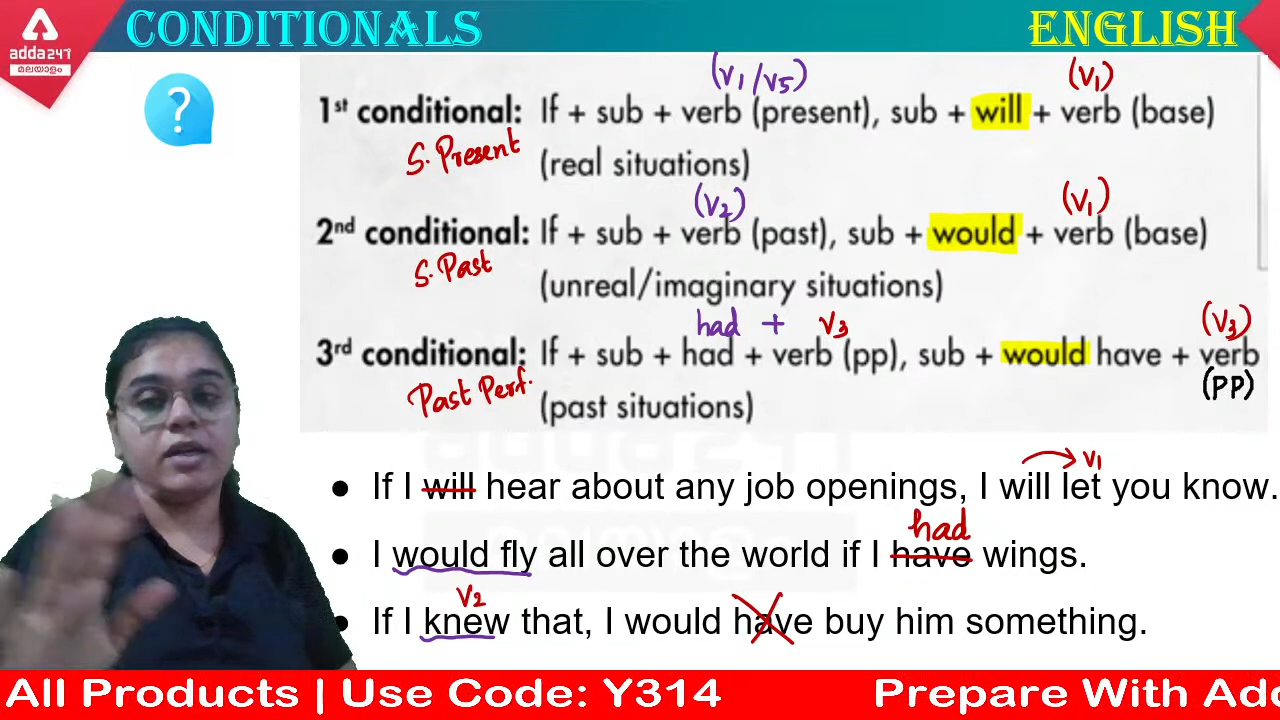 CONDITIONALS
ENGLISH
adda247
മലയാളം
?
(V1/V5) (V1)
1st conditional: If + sub + verb (present), sub + will + verb (base)
S. Present (real situations)
(V2) (V1)
2nd conditional: If + sub + verb (past), sub + would + verb (base)
S. Past (unreal/imaginary situations)
had + V3 (V3)
3rd conditional: If + sub + had + verb (pp), sub + would have + verb
(PP)
Past Perf. (past situations)
V1
● If I will hear about any job openings, I will let you know.
had
● I would fly all over the world if I have wings.
V2
● If I knew that, I would have buy him something.
All Products | Use Code: Y314 Prepare With Add